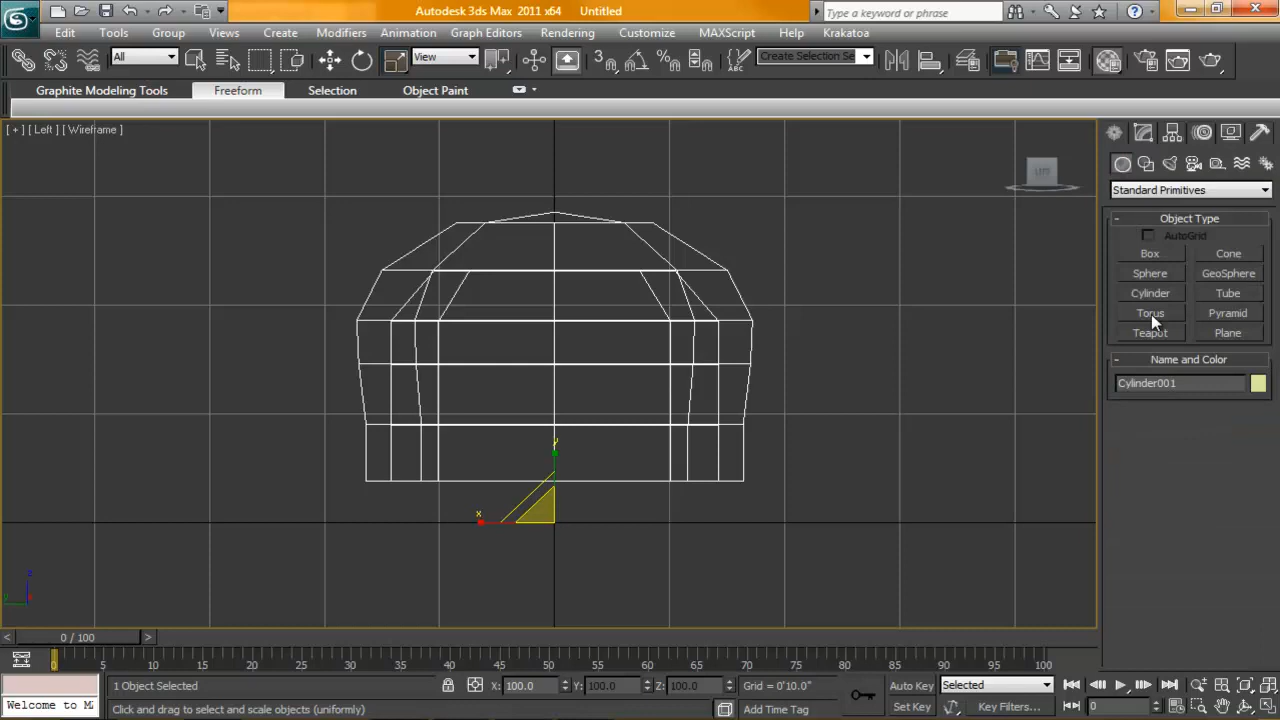 Autodesk 3ds Max 2011 x64 Untitled
Type a keyword or phrase
Edit Tools Group Views Create Modifiers Animation Graph Editors Rendering Customize MAXScript Help Krakatoa
All View Create Selection Se
Graphite Modeling Tools Freeform Selection Object Paint
[ + ] [ Left ] [ Wireframe ]
Standard Primitives
Object Type
AutoGrid
Box Cone
Sphere GeoSphere
Cylinder Tube
Torus Pyramid
Teapot Plane
Name and Color
Cylinder001
y
x
z
y
0 / 100
0 5 10 15 20 25 30 35 40 45 50 55 60 65 70 75 80 85 90 95 100
1 Object Selected X: 100.0 Y: 100.0 Z: 100.0 Grid = 0'10.0" Auto Key Selected
Welcome to M Click and drag to select and scale objects (uniformly) Add Time Tag Set Key Key Filters... 0